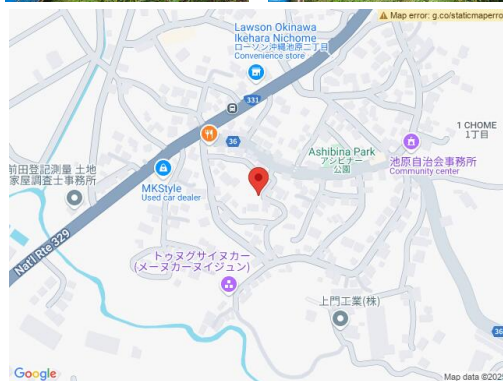 Map error: g.co/staticmaperro
Lawson Okinawa
Ikehara Nichome
ローソン沖縄池原二丁目
Convenience store
331
36
1 CHOME
1丁目
Ashibina Park
アシビナー
公園
池原自治会事務所
Community center
前田登記測量 土地
家屋調査士事務所
MKStyle
Used car dealer
Nat'l Rte 329
トゥヌグサイヌカー
(メーヌカーヌイジュン)
上門工業(株)
36
Google
Map data ©202